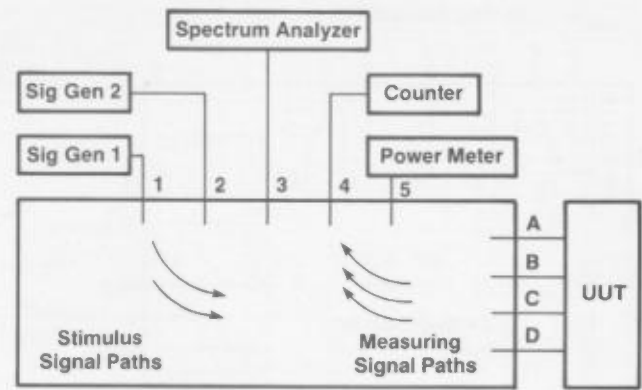 Spectrum Analyzer
Sig Gen 2
Counter
Sig Gen 1
Power Meter
1
2
3
4
5
A
B
C
D
UUT
Stimulus
Signal Paths
Measuring
Signal Paths